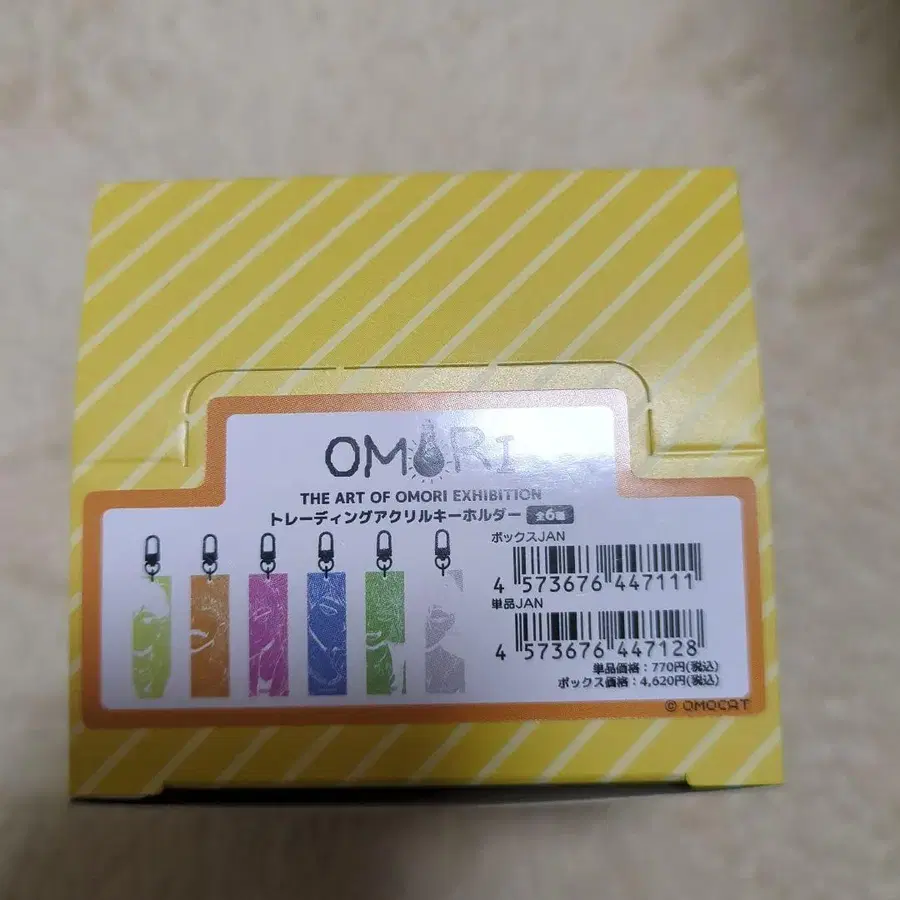 OMORI
THE ART OF OMORI EXHIBITION
トレーディングアクリルキーホルダー 全6種
ボックスJAN
4 573676 447111
単品JAN
4 573676 447128
単品価格：770円(税込)
ボックス価格：4,620円(税込)
© OMOCAT